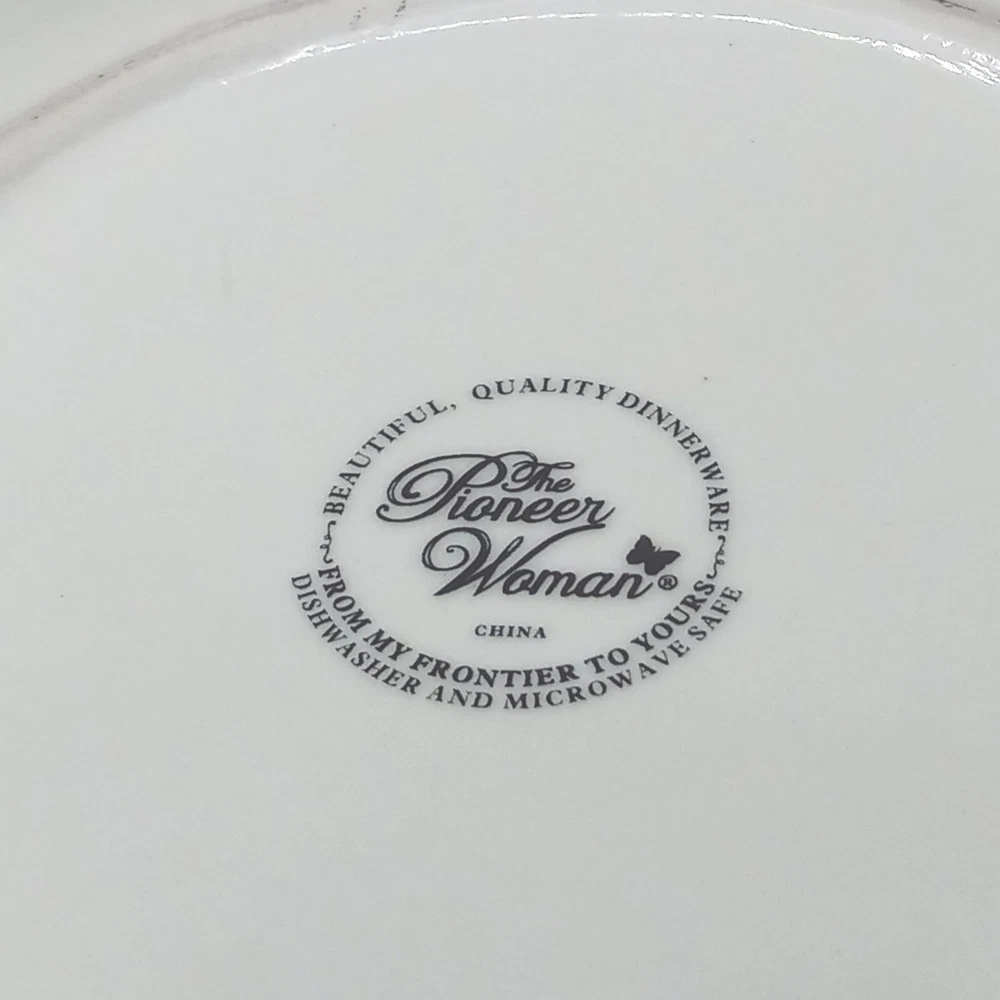 BEAUTIFUL, QUALITY DINNERWARE
The
Pioneer
Woman®
CHINA
FROM MY FRONTIER TO YOURS
DISHWASHER AND MICROWAVE SAFE